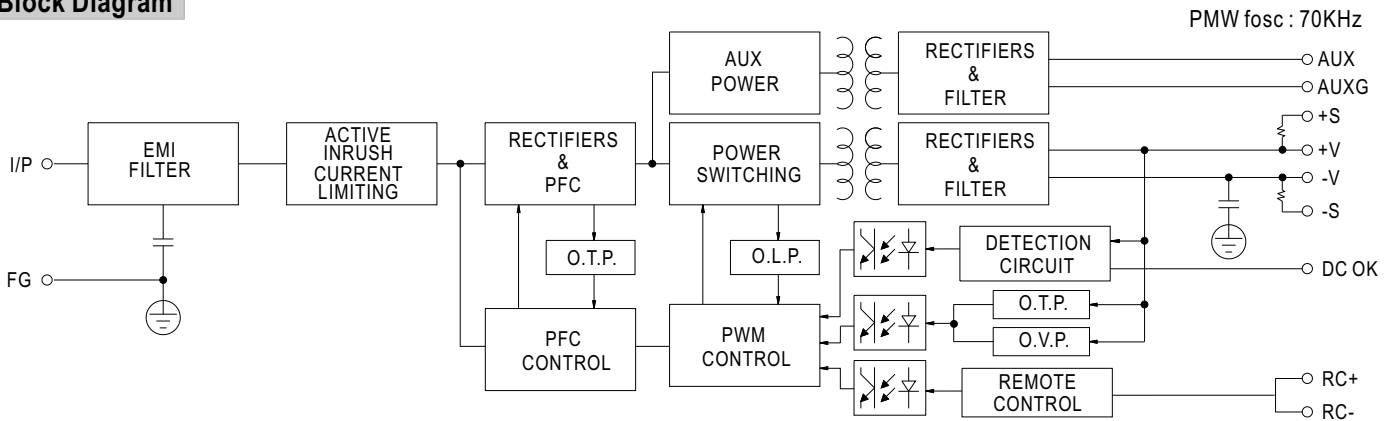 Block Diagram
PMW fosc : 70KHz
AUX
POWER
RECTIFIERS
&
FILTER
AUX
AUXG
+S
I/P
EMI
FILTER
ACTIVE
INRUSH
CURRENT
LIMITING
RECTIFIERS
&
PFC
POWER
SWITCHING
RECTIFIERS
&
FILTER
+V
-V
-S
O.T.P.
O.L.P.
DETECTION
CIRCUIT
DC OK
FG
PFC
CONTROL
PWM
CONTROL
O.T.P.
O.V.P.
REMOTE
CONTROL
RC+
RC-